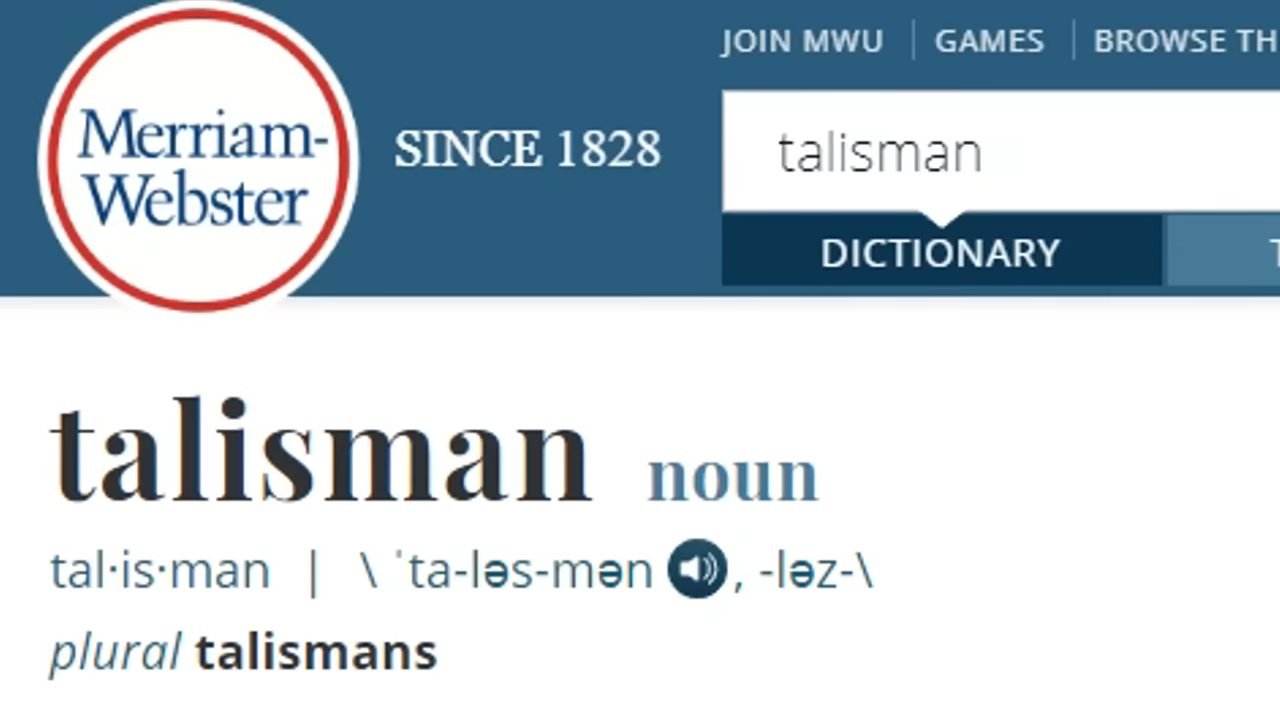 JOIN MWU | GAMES | BROWSE TH
Merriam-
Webster
SINCE 1828
talisman
DICTIONARY
T
talisman noun
tal·is·man | \ ˈta-ləs-mən , -ləz-\
plural talismans